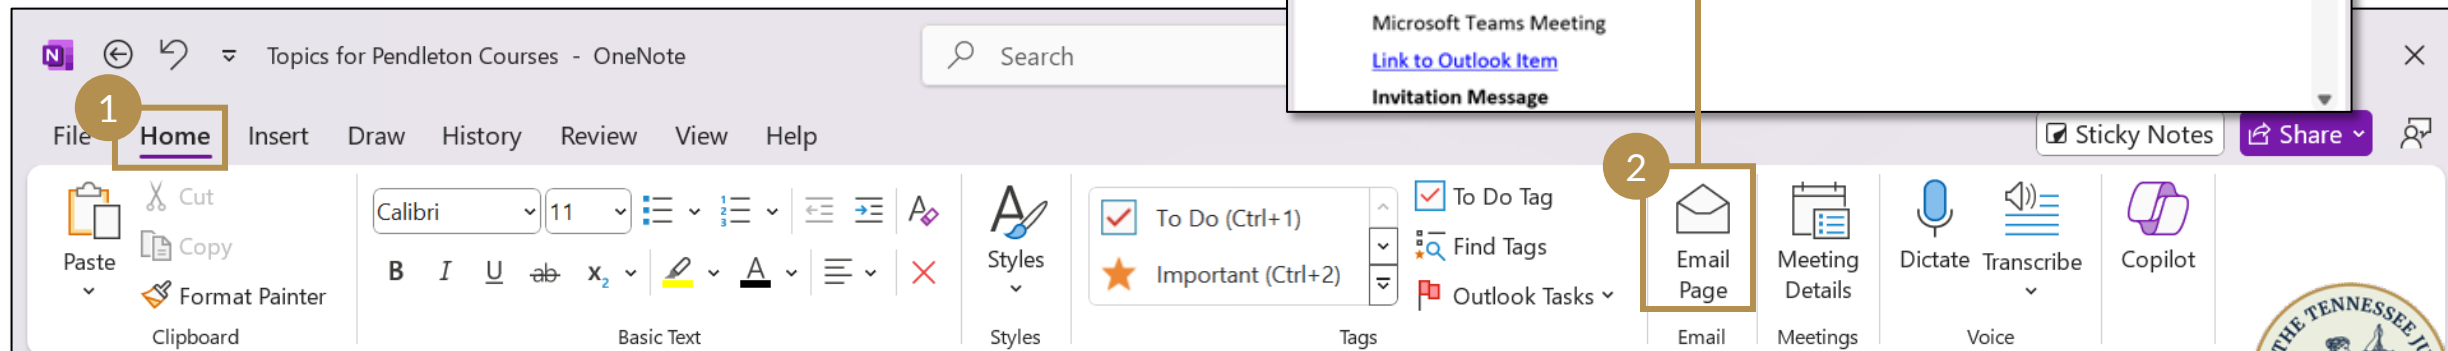 Microsoft Teams Meeting
Link to Outlook Item
Invitation Message
Topics for Pendleton Courses - OneNote
Search
1
File Home Insert Draw History Review View Help
Sticky Notes
Share
2
Paste
Cut
Copy
Format Painter
Clipboard
Calibri
11
B I U ab x2 A
Basic Text
Styles
Styles
To Do (Ctrl+1)
Important (Ctrl+2)
To Do Tag
Find Tags
Outlook Tasks
Tags
Email
Page
Email
Meeting
Details
Meetings
Dictate
Transcribe
Voice
Copilot
THE TENNESSEE